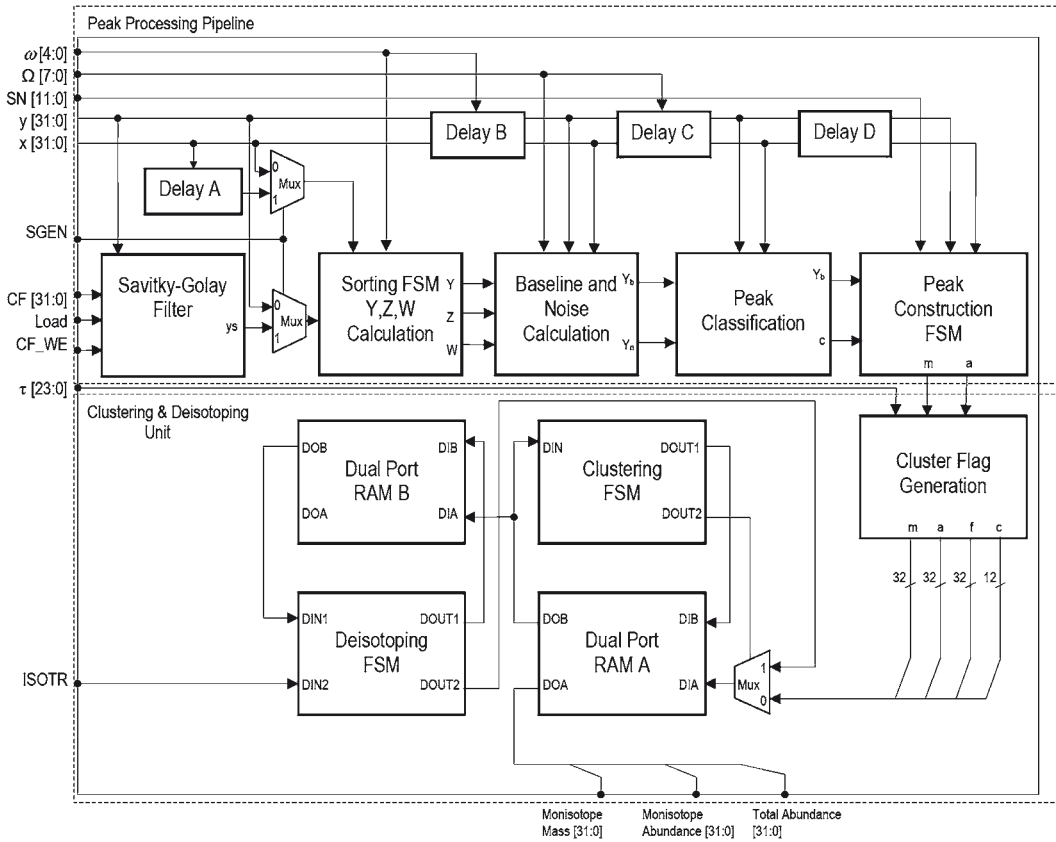 Peak Processing Pipeline
ω [4:0]
Ω [7:0]
SN [11:0]
y [31:0]
x [31:0]
Delay B
Delay C
Delay D
0
Mux
1
Delay A
SGEN
Savitky-Golay
Filter
ys
0
Mux
1
Sorting FSM
Y,Z,W
Calculation
Y
Z
W
Baseline and
Noise
Calculation
Yb
Yn
Peak
Classification
Yb
c
Peak
Construction
FSM
m a
CF [31:0]
Load
CF_WE
τ [23:0]
Clustering & Deisotoping
Unit
DOB
DIB
Dual Port
RAM B
DOA
DIA
DIN
DOUT1
Clustering
FSM
DOUT2
Cluster Flag
Generation
m a f c
32 32 32 12
DIN1
DOUT1
Deisotoping
FSM
DIN2
DOUT2
DOB
DIB
Dual Port
RAM A
DOA
DIA
1
Mux
0
ISOTR
Monisotope
Mass [31:0]
Monisotope
Abundance [31:0]
Total Abundance
[31:0]